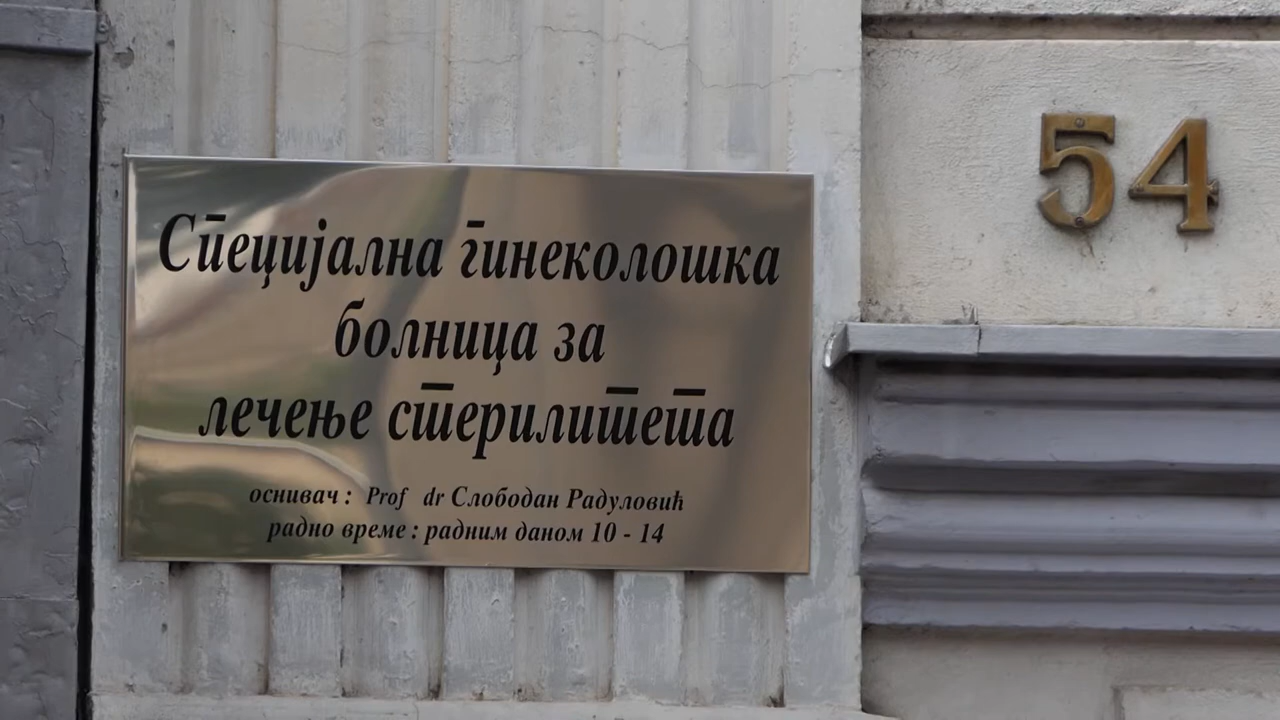 Специјална гинеколошка
болница за
лечење стерилитета
оснивач : Prof dr Слободан Радуловић
радно време : радним даном 10 - 14
54